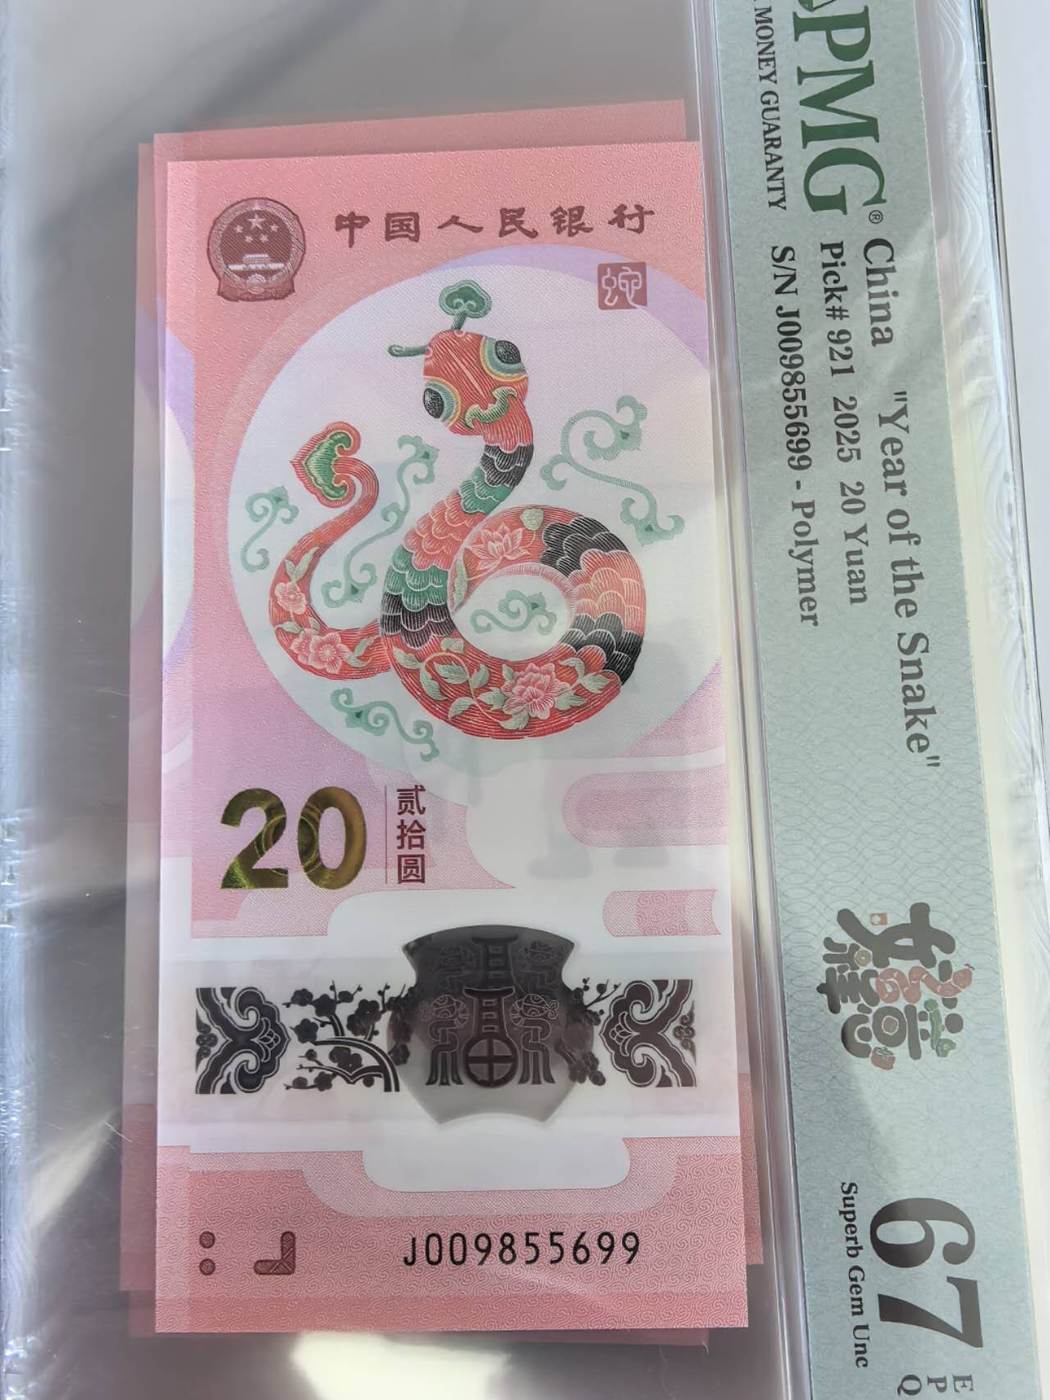 中国人民银行
蛇
20
贰拾圆
J009855699
PMG®
MONEY GUARANTY
China "Year of the Snake"
Pick# 921 2025 20 Yuan
S/N J009855699 - Polymer
67
EPQ
Superb Gem Unc